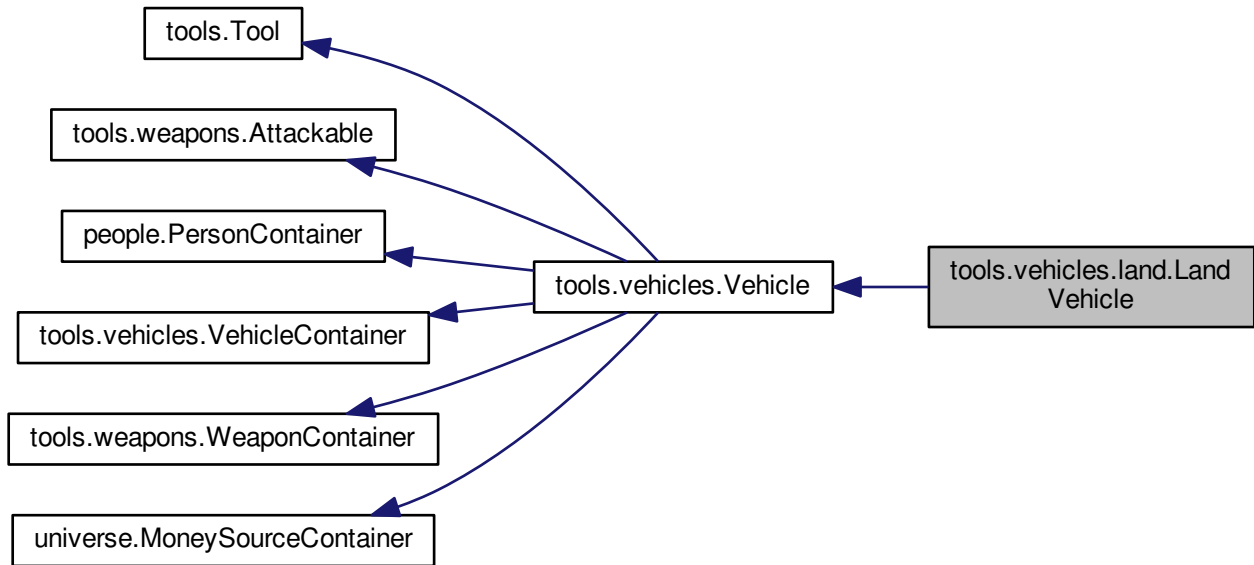 tools.Tool
tools.weapons.Attackable
people.PersonContainer
tools.vehicles.VehicleContainer
tools.weapons.WeaponContainer
universe.MoneySourceContainer
tools.vehicles.Vehicle
tools.vehicles.land.Land
Vehicle